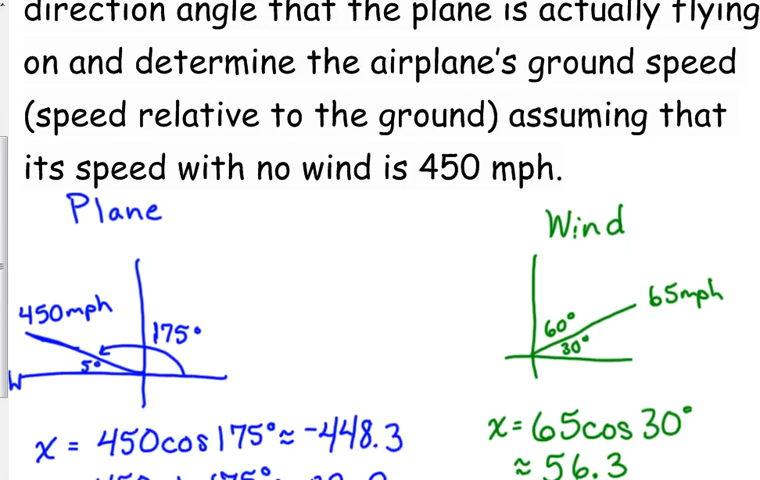 direction angle that the plane is actually flying
on and determine the airplane's ground speed
(speed relative to the ground) assuming that
its speed with no wind is 450 mph.
Plane
Wind
450mph
175°
5°
W
65mph
60°
30°
x = 450cos175°≈ -448.3
x = 65cos30°
≈ 56.3